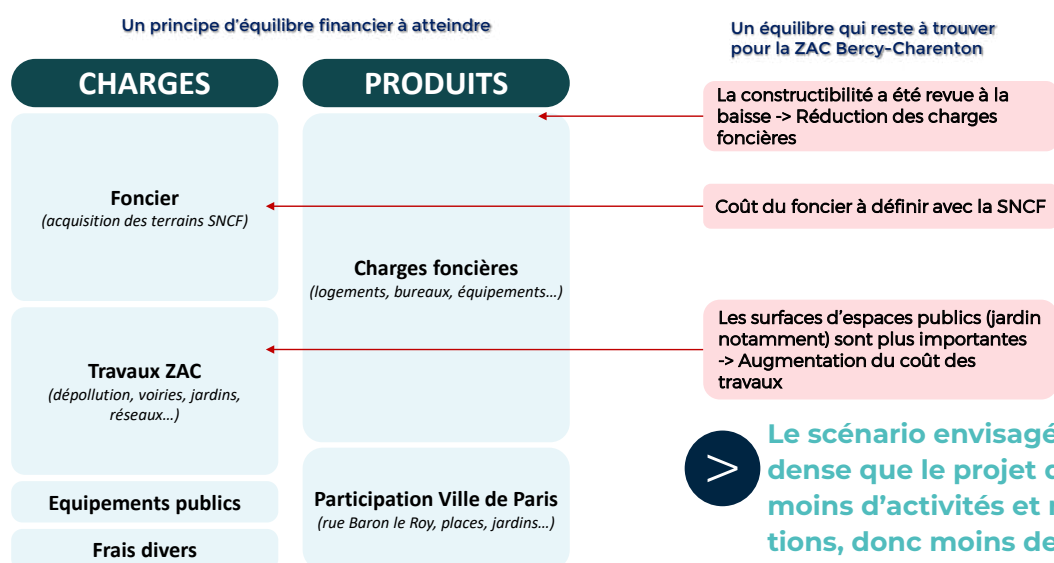 Un principe d'équilibre financier à atteindre
CHARGES
Foncier
(acquisition des terrains SNCF)
Travaux ZAC
(dépollution, voiries, jardins,
réseaux…)
Equipements publics
Frais divers
PRODUITS
Charges foncières
(logements, bureaux, équipements…)
Participation Ville de Paris
(rue Baron le Roy, places, jardins…)
Un équilibre qui reste à trouver
pour la ZAC Bercy-Charenton
La constructibilité a été revue à la
baisse -> Réduction des charges
foncières
Coût du foncier à définir avec la SNCF
Les surfaces d'espaces publics (jardin
notamment) sont plus importantes
-> Augmentation du coût des
travaux
>
Le scénario envisagé
dense que le projet
moins d'activités et
tions, donc moins de